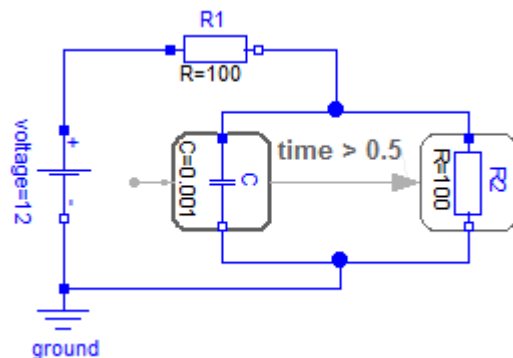 R1
R=100
voltage=12
+
-
C=0.001
C
time > 0.5
R=100
R2
ground